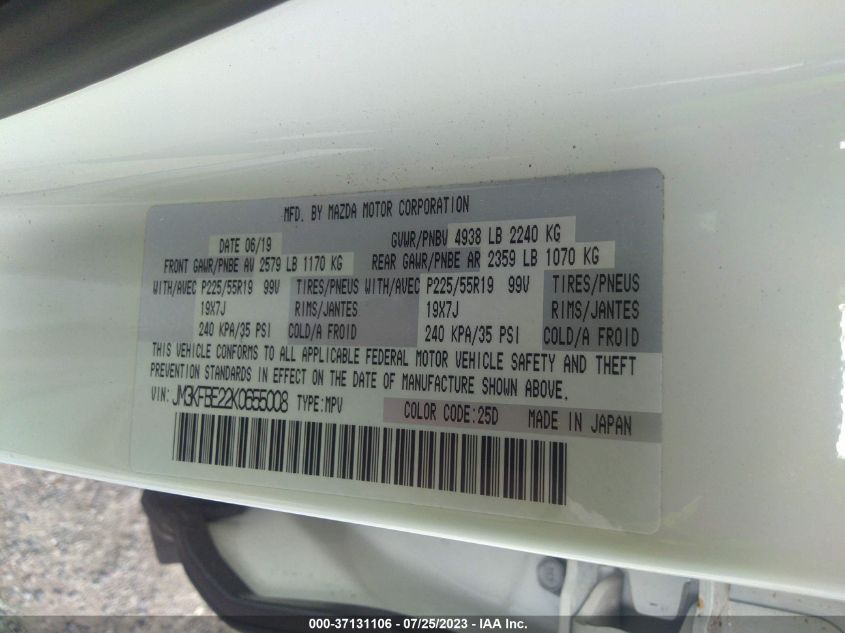 MFD. BY MAZDA MOTOR CORPORATION
DATE 06/19 GVWR/PNBV 4938 LB 2240 KG
FRONT GAWR/PNBE AV 2579 LB 1170 KG REAR GAWR/PNBE AR 2359 LB 1070 KG
WITH/AVEC P225/55R19 99V TIRES/PNEUS WITH/AVEC P225/55R19 99V TIRES/PNEUS
19X7J RIMS/JANTES 19X7J RIMS/JANTES
240 KPA/35 PSI COLD/A FROID 240 KPA/35 PSI COLD/A FROID
THIS VEHICLE CONFORMS TO ALL APPLICABLE FEDERAL MOTOR VEHICLE SAFETY AND THEFT
PREVENTION STANDARDS IN EFFECT ON THE DATE OF MANUFACTURE SHOWN ABOVE.
VIN: JM3KFBE22K0655008 TYPE:MPV COLOR CODE:25D MADE IN JAPAN
000-37131106 / 07/25/2023 - IAA Inc.